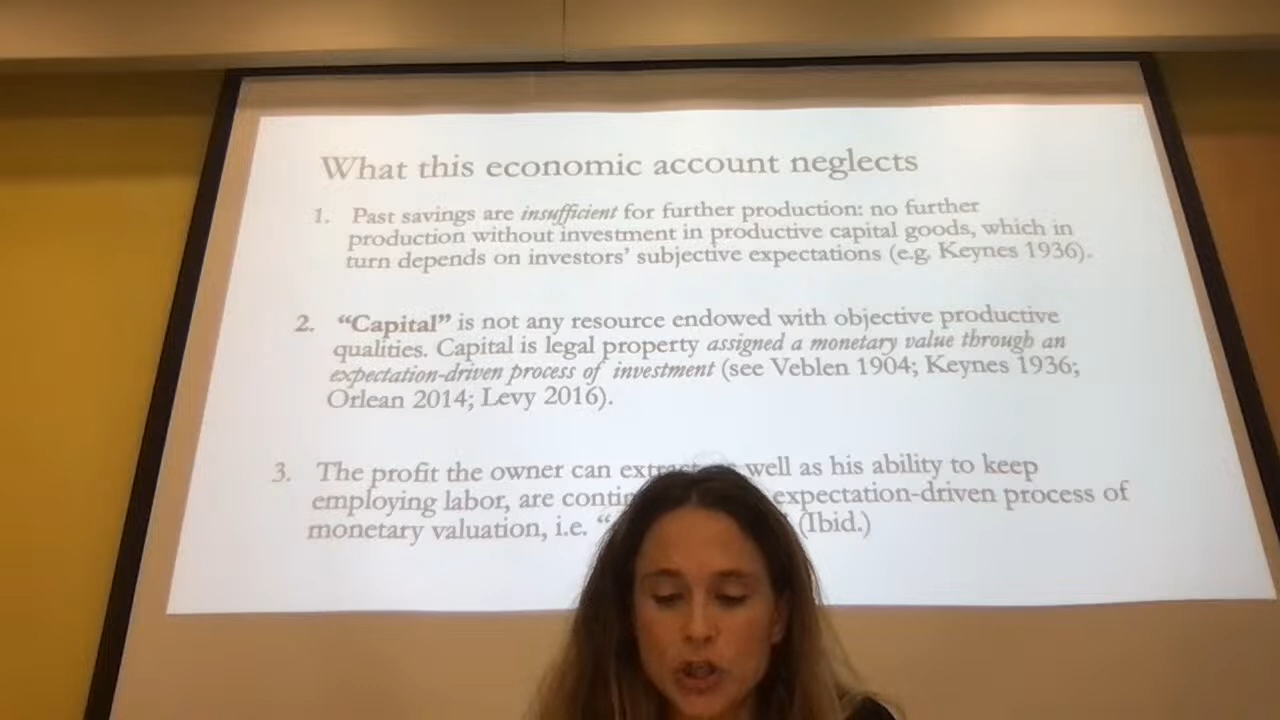 What this economic account neglects
1. Past savings are insufficient for further production: no further
production without investment in productive capital goods, which in
turn depends on investors' subjective expectations (e.g. Keynes 1936).
2. “Capital” is not any resource endowed with objective productive
qualities. Capital is legal property assigned a monetary value through an
expectation-driven process of investment (see Veblen 1904; Keynes 1936;
Orlean 2014; Levy 2016).
3. The profit the owner can well as his ability to keep
employing labor, are expectation-driven process of
monetary valuation, i.e. (Ibid.)